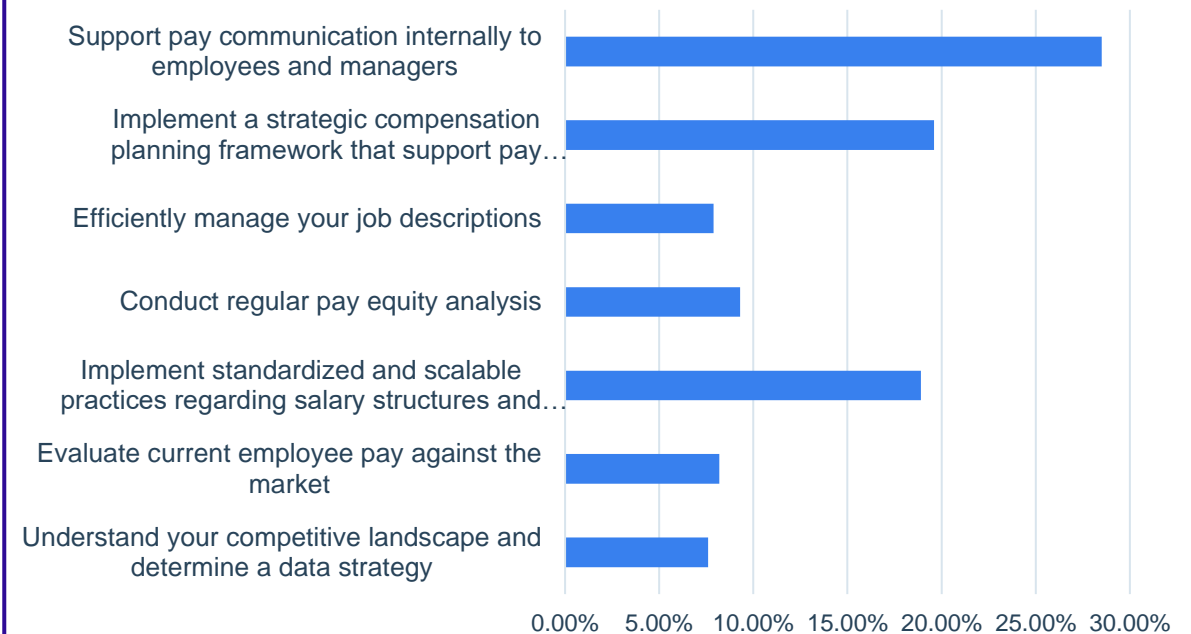 Support pay communication internally to
employees and managers
Implement a strategic compensation
planning framework that support pay…
Efficiently manage your job descriptions
Conduct regular pay equity analysis
Implement standardized and scalable
practices regarding salary structures and…
Evaluate current employee pay against the
market
Understand your competitive landscape and
determine a data strategy
0.00% 5.00% 10.00% 15.00% 20.00% 25.00% 30.00%